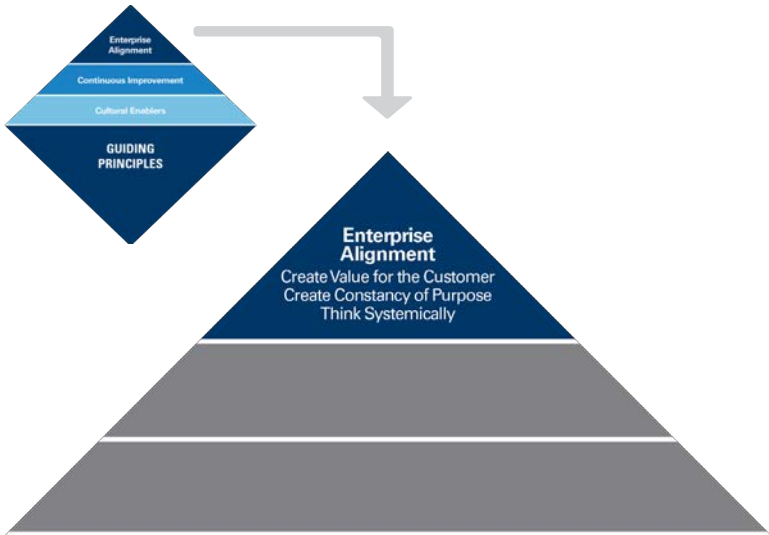 Enterprise
Alignment
Continuous Improvement
Cultural Enablers
GUIDING
PRINCIPLES
Enterprise
Alignment
Create Value for the Customer
Create Constancy of Purpose
Think Systemically